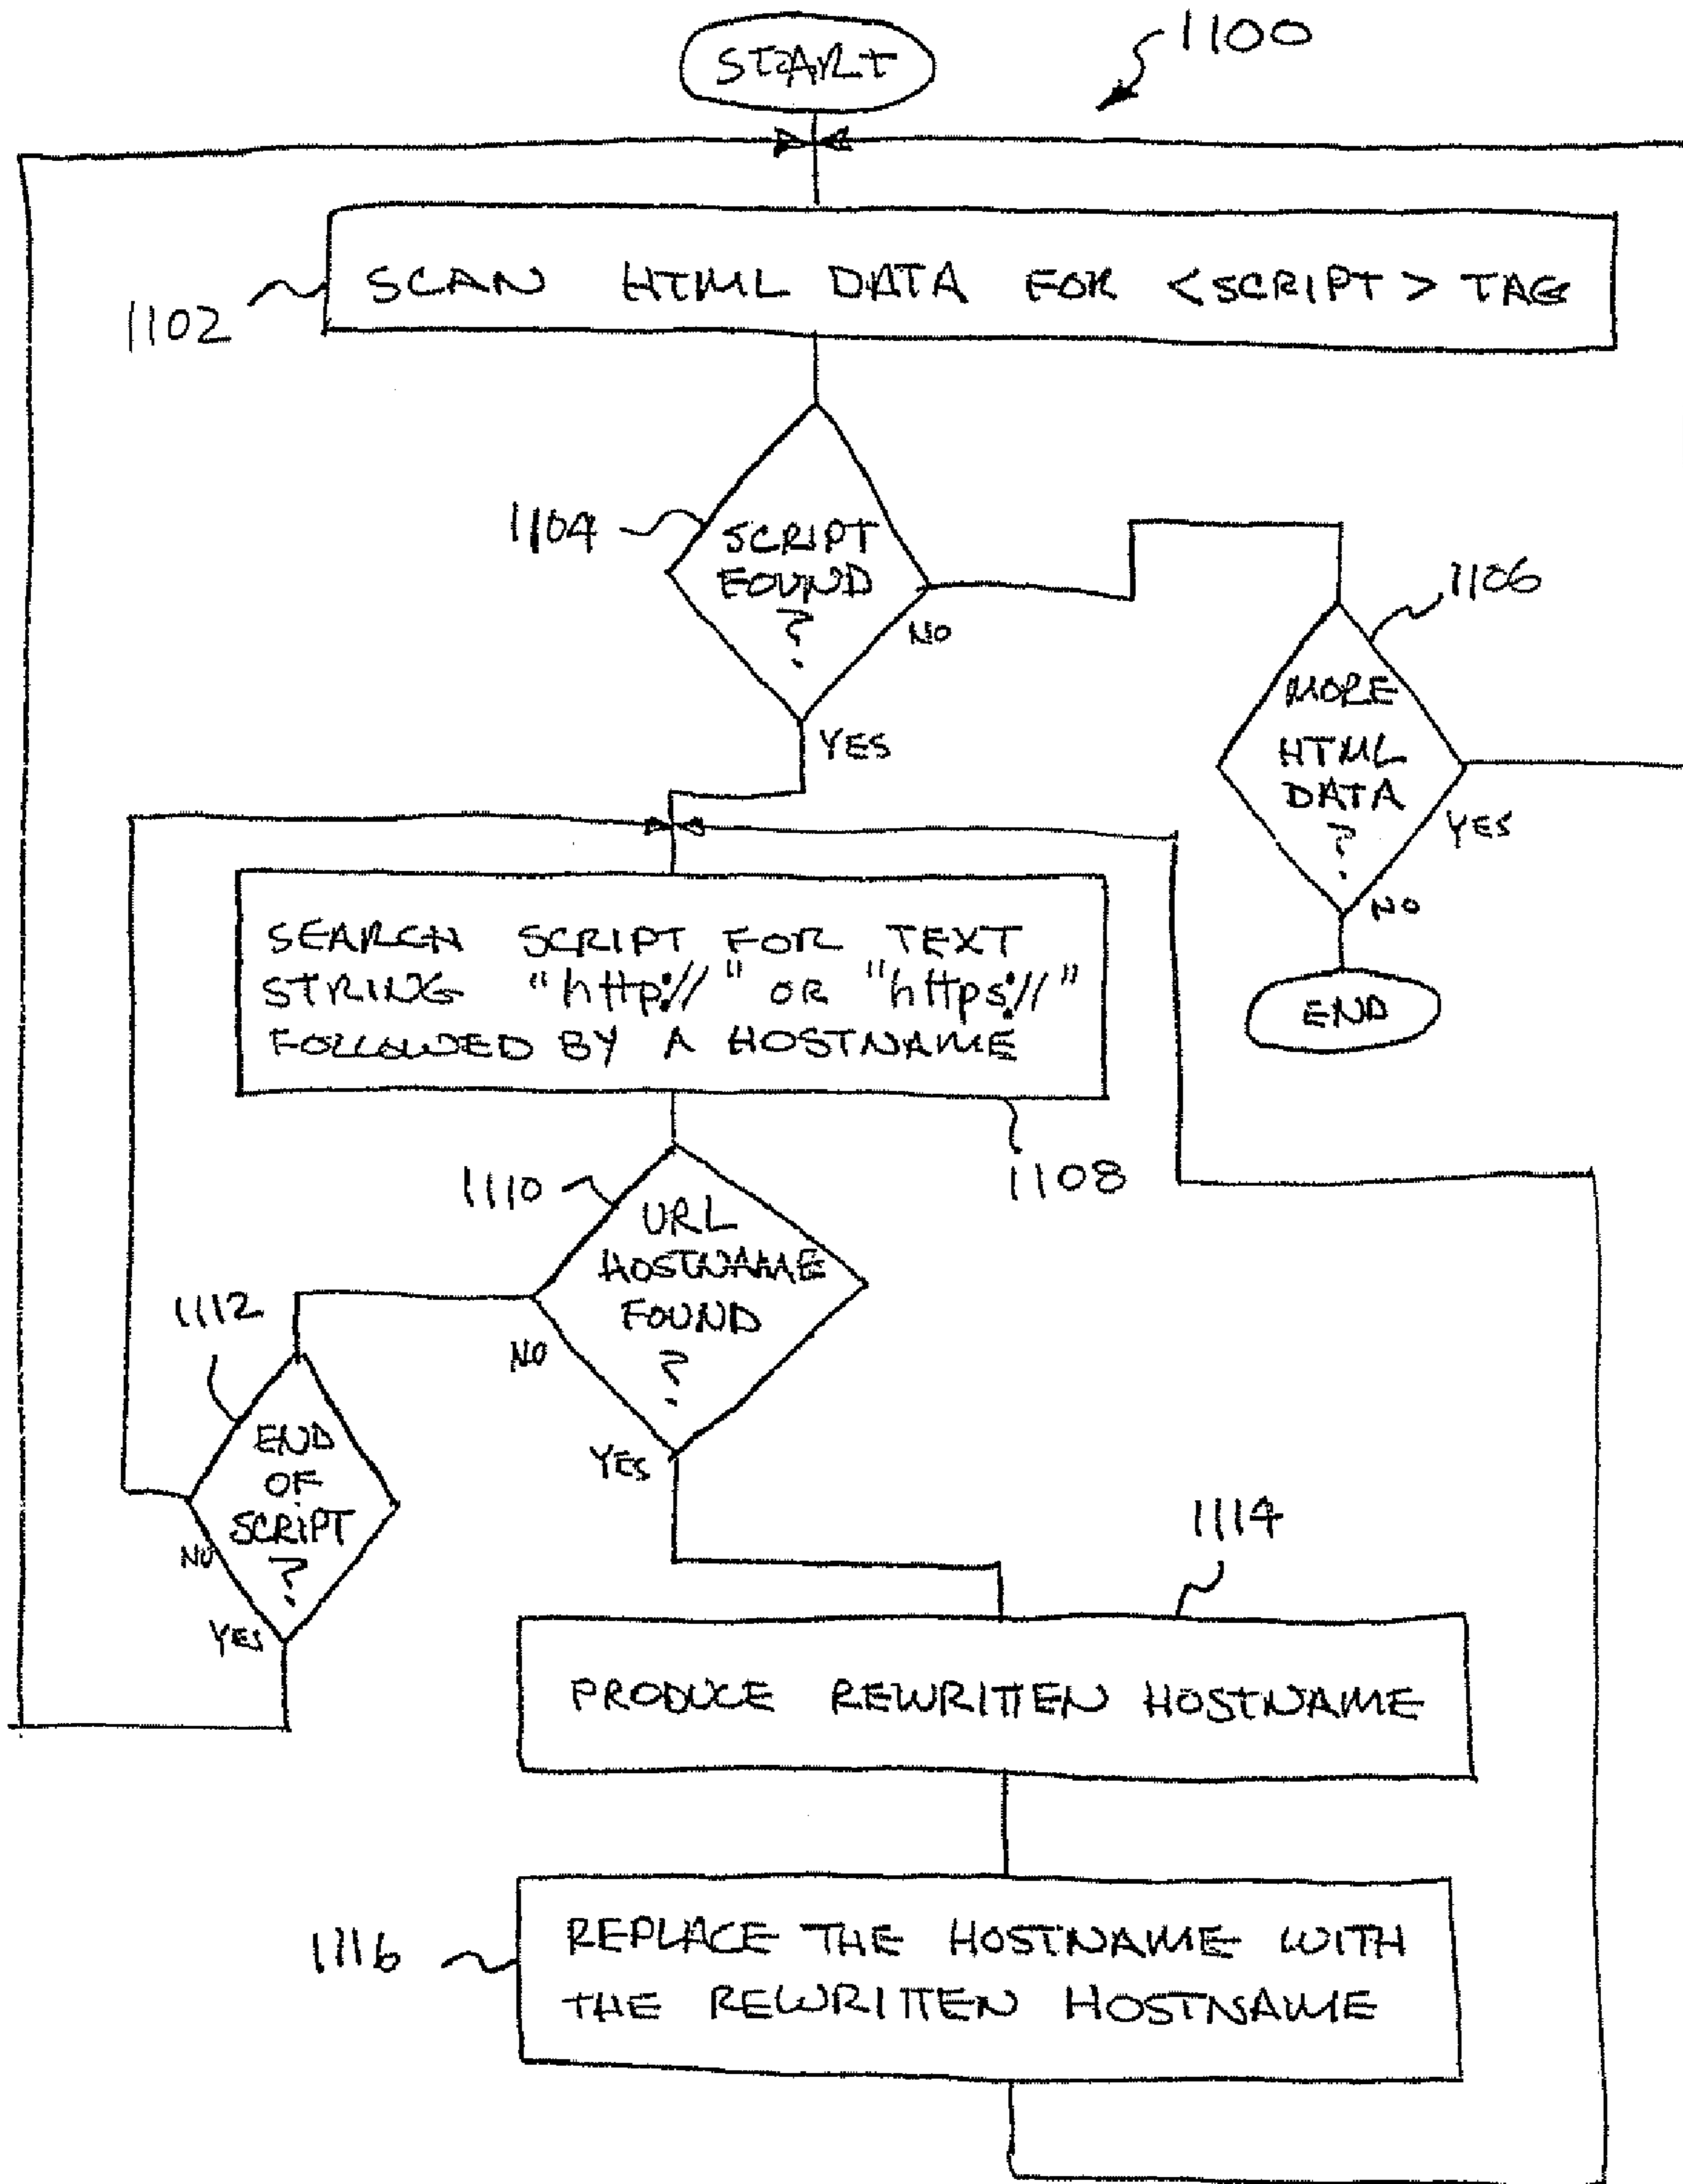 START
1100
SCAN HTML DATA FOR <SCRIPT> TAG
1102
1104
SCRIPT
FOUND
?
NO
YES
1106
MORE
HTML
DATA
?
YES
NO
END
SEARCH SCRIPT FOR TEXT
STRING "http://" OR "https://"
FOLLOWED BY A HOSTNAME
1108
1110
URL
HOSTNAME
FOUND
?
NO
YES
1112
END
OF
SCRIPT
?
NO
YES
1114
PRODUCE REWRITTEN HOSTNAME
1116
REPLACE THE HOSTNAME WITH
THE REWRITTEN HOSTNAME